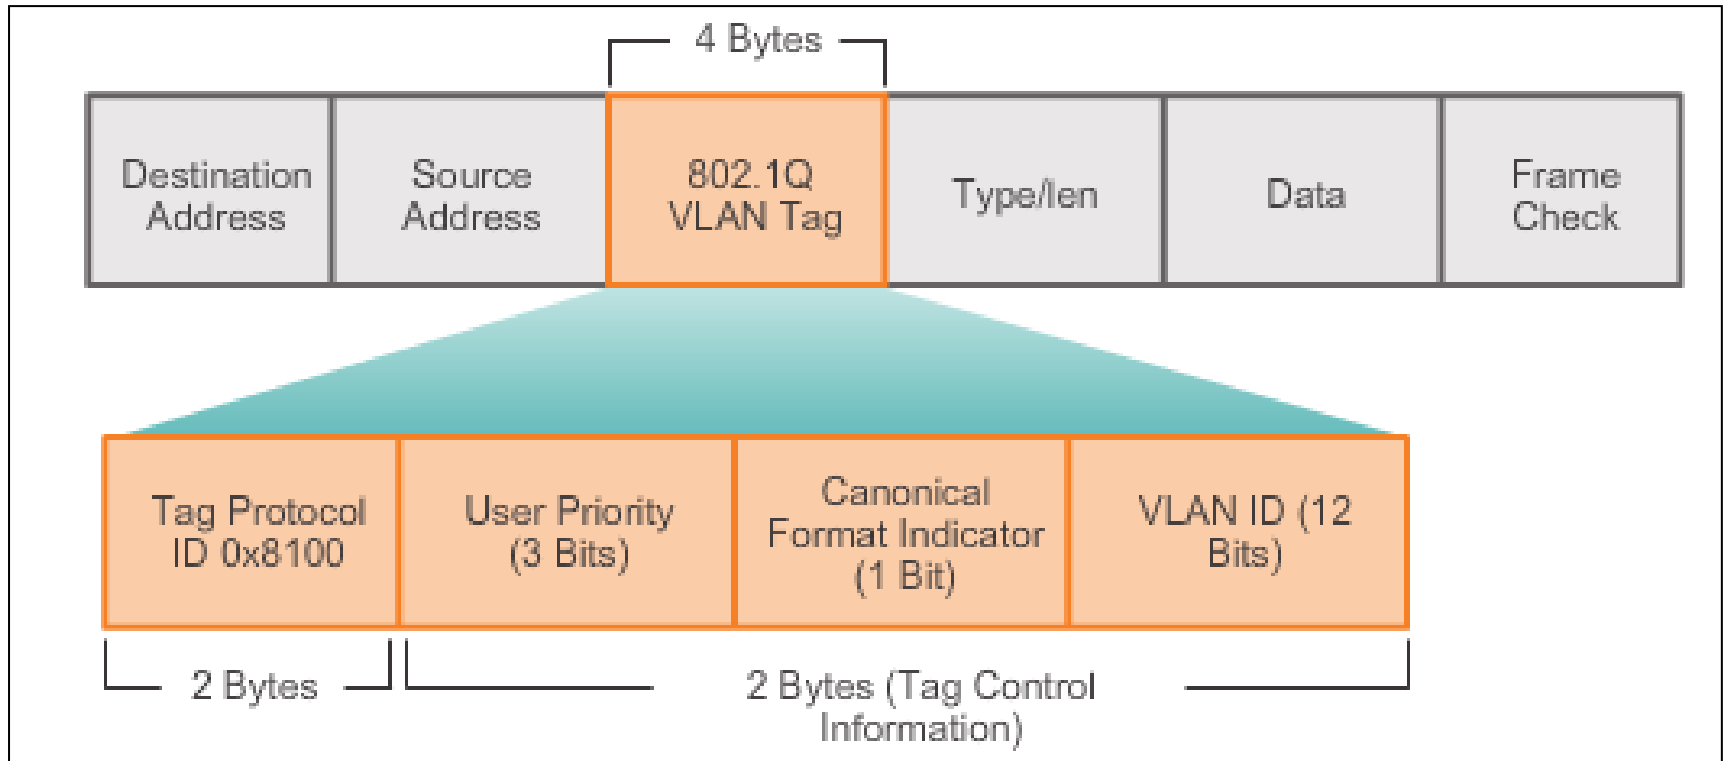 4 Bytes
Destination
Address
Source
Address
802.1Q
VLAN Tag
Type/len
Data
Frame
Check
Tag Protocol
ID 0x8100
User Priority
(3 Bits)
Canonical
Format Indicator
(1 Bit)
VLAN ID (12
Bits)
2 Bytes
2 Bytes (Tag Control
Information)